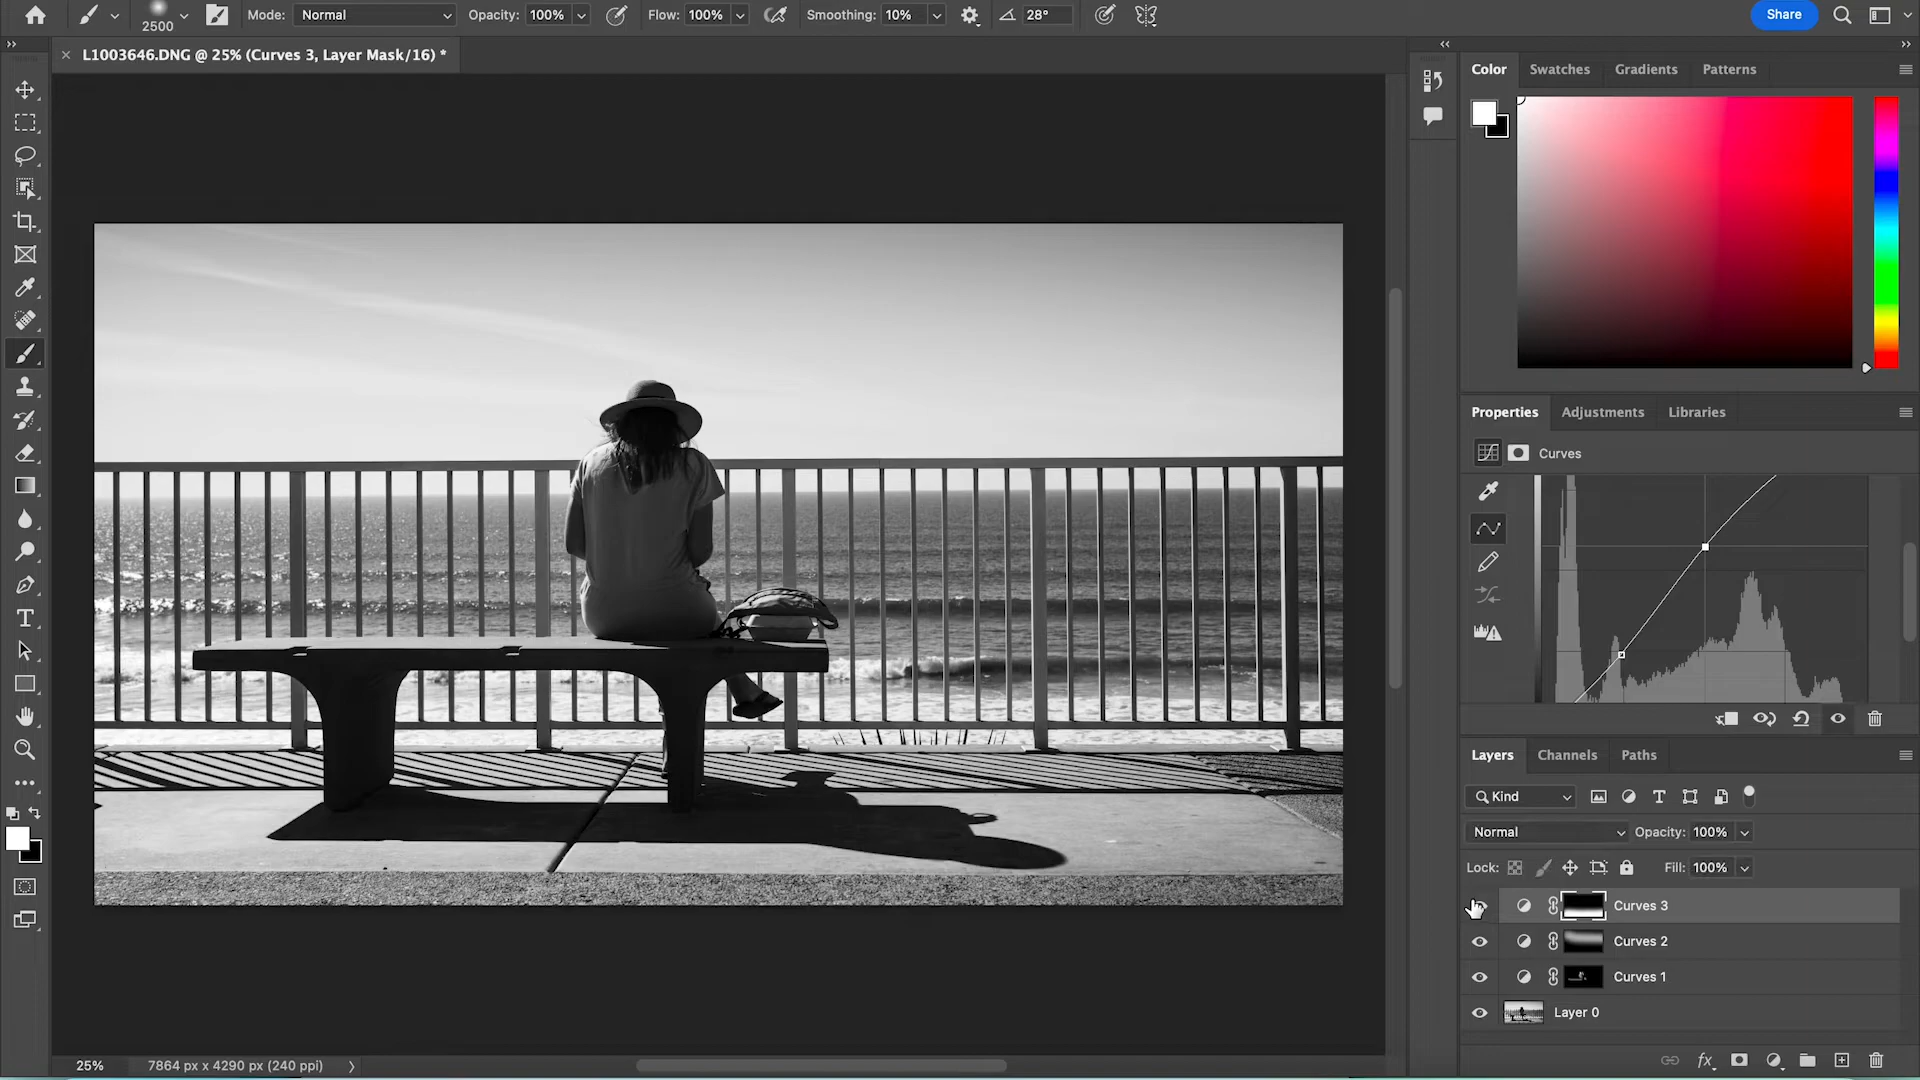 2500
Mode: Normal
Opacity: 100%
Flow: 100%
Smoothing: 10%
28°
Share
L1003646.DNG @ 25% (Curves 3, Layer Mask/16) *
Color
Swatches
Gradients
Patterns
Properties
Adjustments
Libraries
Curves
Layers
Channels
Paths
Kind
Normal
Opacity: 100%
Lock:
Fill: 100%
Curves 3
Curves 2
Curves 1
Layer 0
fx
25%
7864 px x 4290 px (240 ppi)